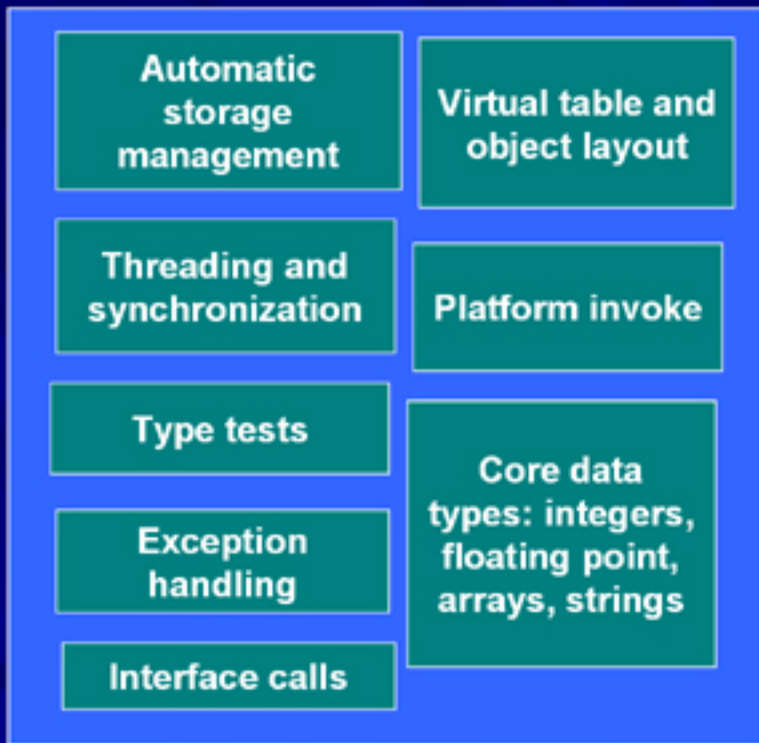 Automatic
storage
management
Virtual table and
object layout
Threading and
synchronization
Platform invoke
Type tests
Core data
types: integers,
floating point,
arrays, strings
Exception
handling
Interface calls